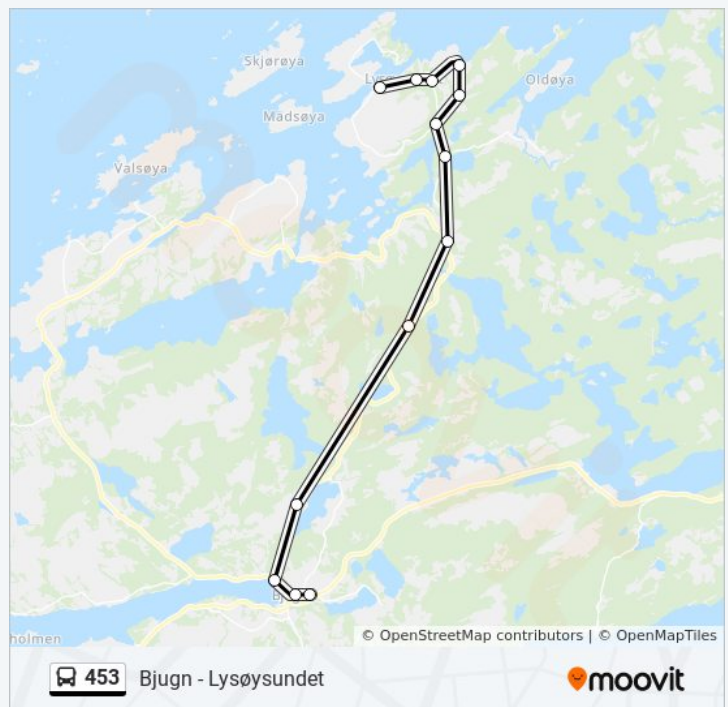 Skjørøya
Oldøya
Madsøya
Valsøya
holmen
© OpenStreetMap contributors | © OpenMapTiles
453 Bjugn - Lysøysundet moovit